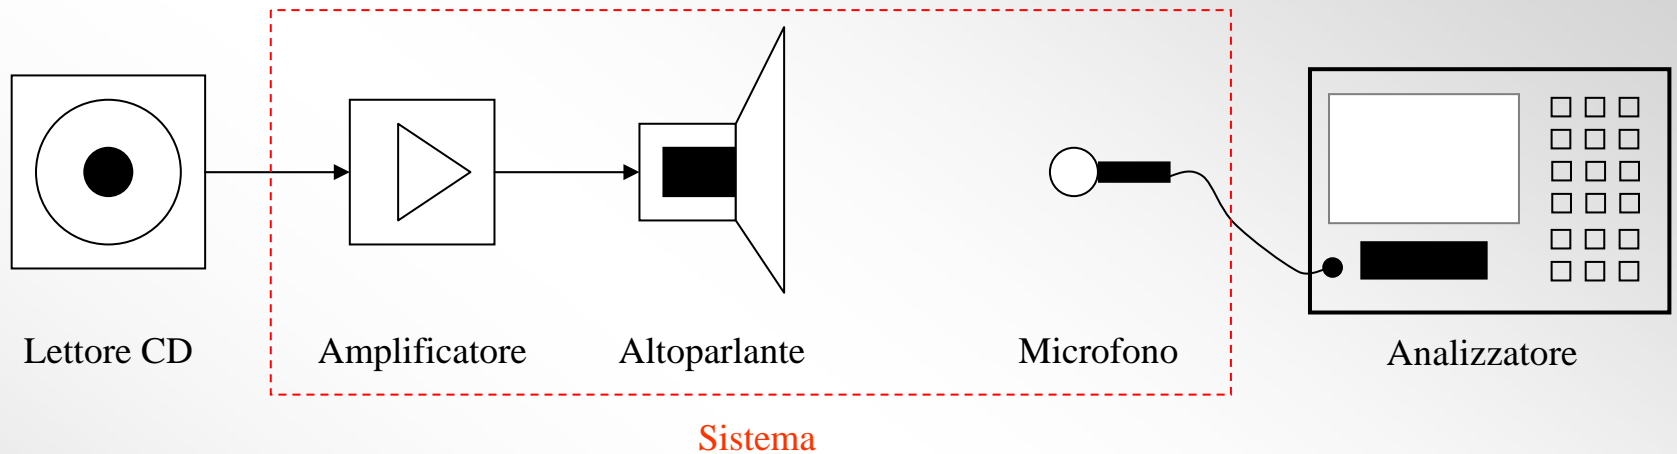 Lettore CD
Amplificatore
Altoparlante
Microfono
Analizzatore
Sistema